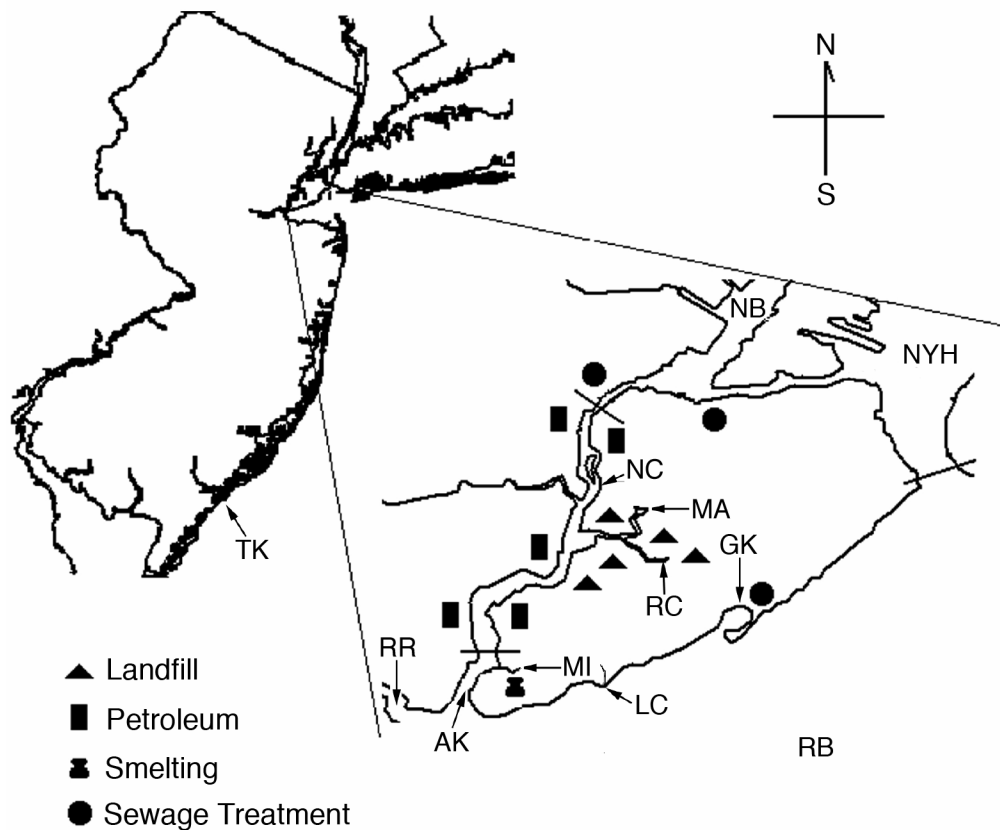 N
S
NB
NYH
NC
MA
GK
TK
RC
RR
MI
LC
AK
RB
Landfill
Petroleum
Smelting
Sewage Treatment